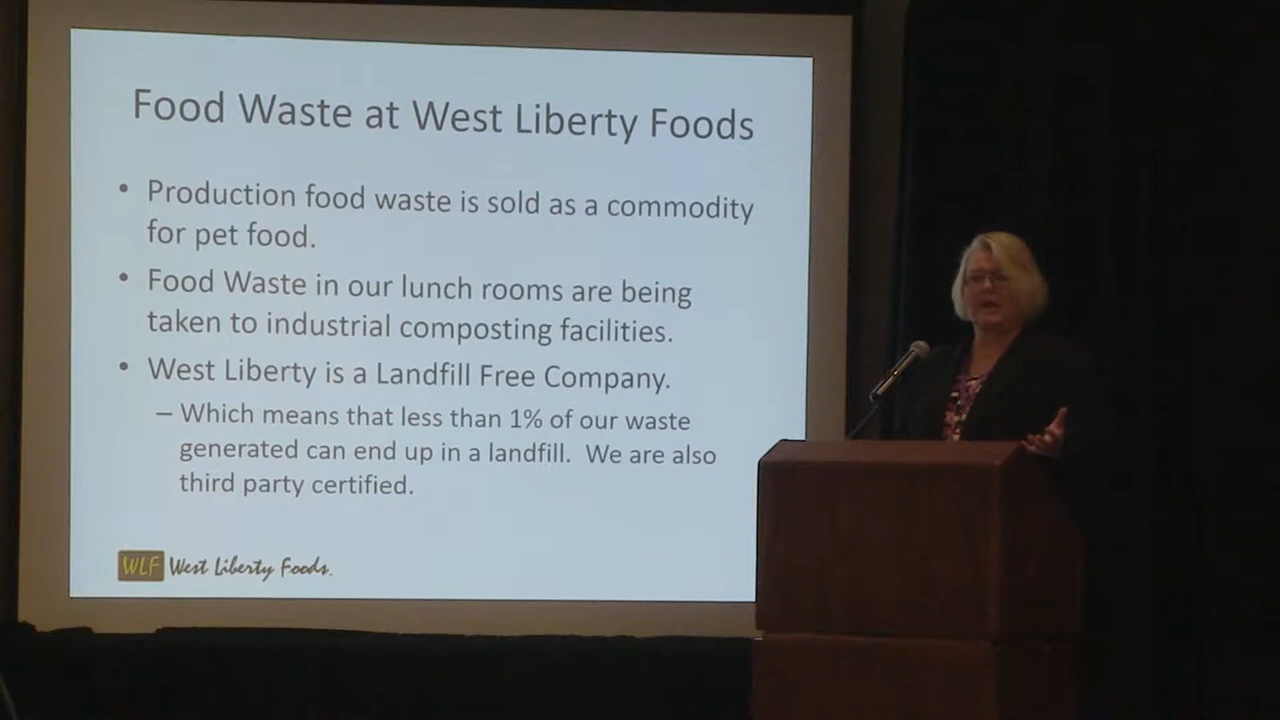 Food Waste at West Liberty Foods
• Production food waste is sold as a commodity
for pet food.
• Food Waste in our lunch rooms are being
taken to industrial composting facilities.
• West Liberty is a Landfill Free Company.
– Which means that less than 1% of our waste
generated can end up in a landfill. We are also
third party certified.
WLF West Liberty Foods.